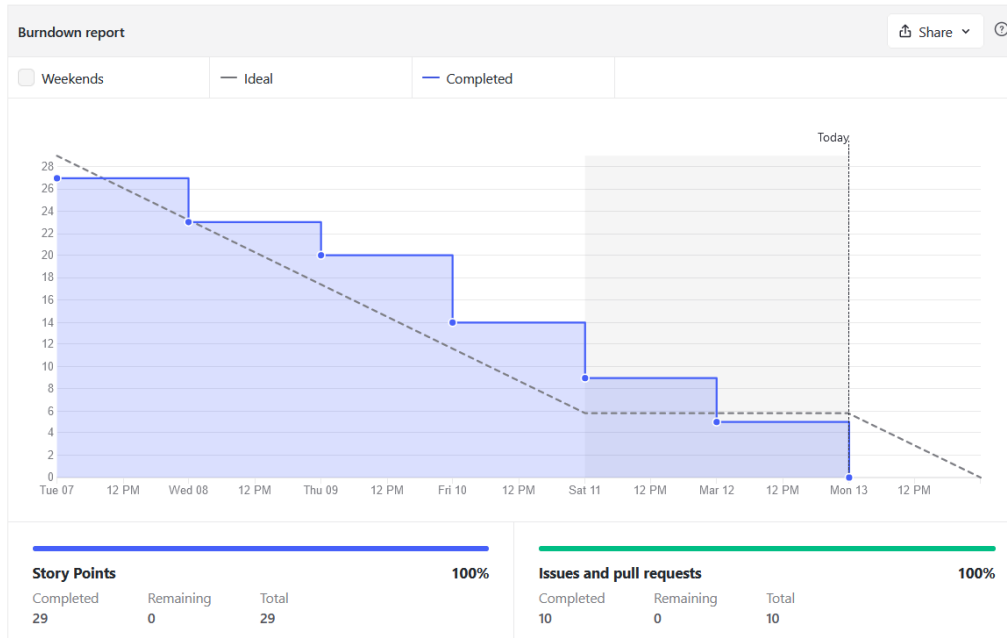 Burndown report
Share
Weekends
Ideal
Completed
Today
28
26
24
22
20
18
16
14
12
10
8
6
4
2
0
Tue 07 12 PM Wed 08 12 PM Thu 09 12 PM Fri 10 12 PM Sat 11 12 PM Mar 12 12 PM Mon 13 12 PM
Story Points 100%
Completed Remaining Total
29 0 29
Issues and pull requests 100%
Completed Remaining Total
10 0 10